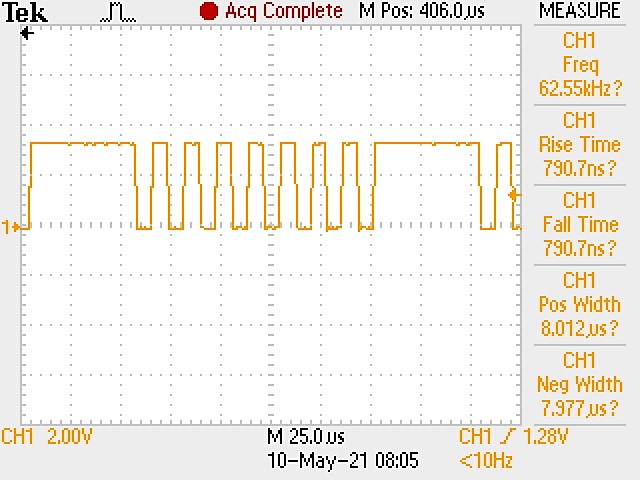 Tek Acq Complete M Pos: 406.0µs MEASURE
CH1
Freq
62.55kHz?
CH1
Rise Time
790.7ns?
CH1
Fall Time
790.7ns?
CH1
Pos Width
8.012µs?
CH1
Neg Width
7.977µs?
1
CH1 2.00V M 25.0µs CH1 1.28V
10-May-21 08:05 <10Hz